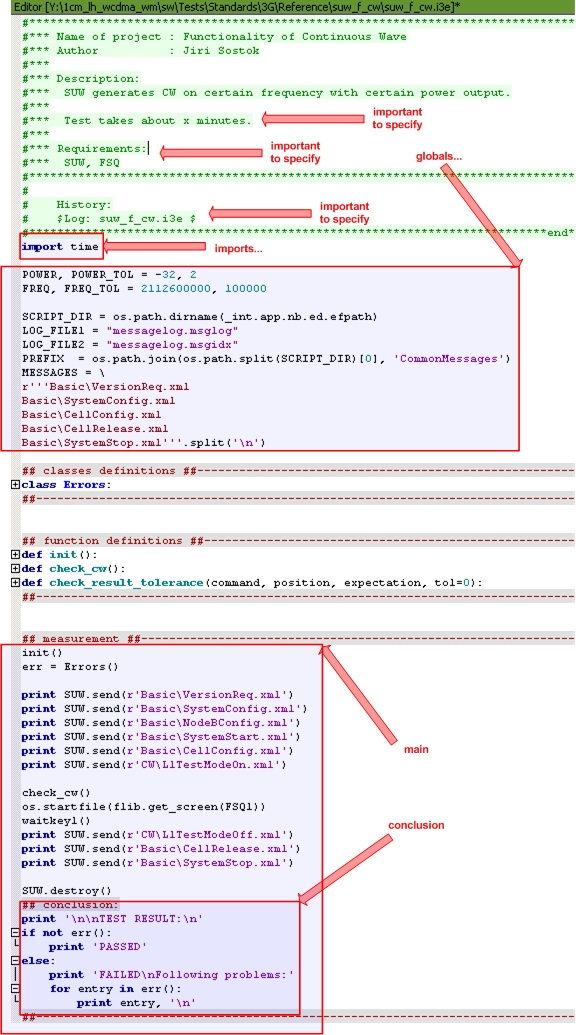 Editor [Y:\1cm_lh_wcdma_wm\sw\Tests\Standards\3G\Reference\suw_f_cw\suw_f_cw.i3e]*
#*******************************************************************************
#*** Name of project : Functionality of Continuous Wave
#*** Author          : Jiri Sostok
#***
#*** Description:
#***  SUW generates CW on certain frequency with certain power output.
#***
#***  Test takes about x minutes.
important to specify
#***
#*** Requirements:
#***  SUW, FSQ
important to specify
globals...
#*******************************************************************************
#
#    History:
#    $Log: suw_f_cw.i3e $
important to specify
#***************************************************************************end*
import time
imports...
POWER, POWER_TOL = -32, 2
FREQ, FREQ_TOL = 2112600000, 100000
SCRIPT_DIR = os.path.dirname(_int.app.nb.ed.efpath)
LOG_FILE1 = "messagelog.msglog"
LOG_FILE2 = "messagelog.msgidx"
PREFIX  = os.path.join(os.path.split(SCRIPT_DIR)[0], 'CommonMessages')
MESSAGES = \
r'''Basic\VersionReq.xml
Basic\SystemConfig.xml
Basic\CellConfig.xml
Basic\CellRelease.xml
Basic\SystemStop.xml'''.split('\n')
## classes definitions ##------------------------------------------------------
class Errors:
##-----------------------------------------------------------------------------
## function definitions ##-----------------------------------------------------
def init():
def check_cw():
def check_result_tolerance(command, position, expectation, tol=0):
##-----------------------------------------------------------------------------
## measurement ##--------------------------------------------------------------
init()
err = Errors()
print SUW.send(r'Basic\VersionReq.xml')
print SUW.send(r'Basic\SystemConfig.xml')
print SUW.send(r'Basic\NodeBConfig.xml')
print SUW.send(r'Basic\SystemStart.xml')
print SUW.send(r'Basic\CellConfig.xml')
print SUW.send(r'CW\L1TestModeOn.xml')
main
check_cw()
os.startfile(flib.get_screen(FSQ1))
waitkey1()
print SUW.send(r'CW\L1TestModeOff.xml')
print SUW.send(r'Basic\CellRelease.xml')
print SUW.send(r'Basic\SystemStop.xml')
conclusion
SUW.destroy()
## conclusion:
print '\n\nTEST RESULT:\n'
if not err():
    print 'PASSED'
else:
    print 'FAILED\nFollowing problems:'
    for entry in err():
        print entry, '\n'
##-----------------------------------------------------------------------------